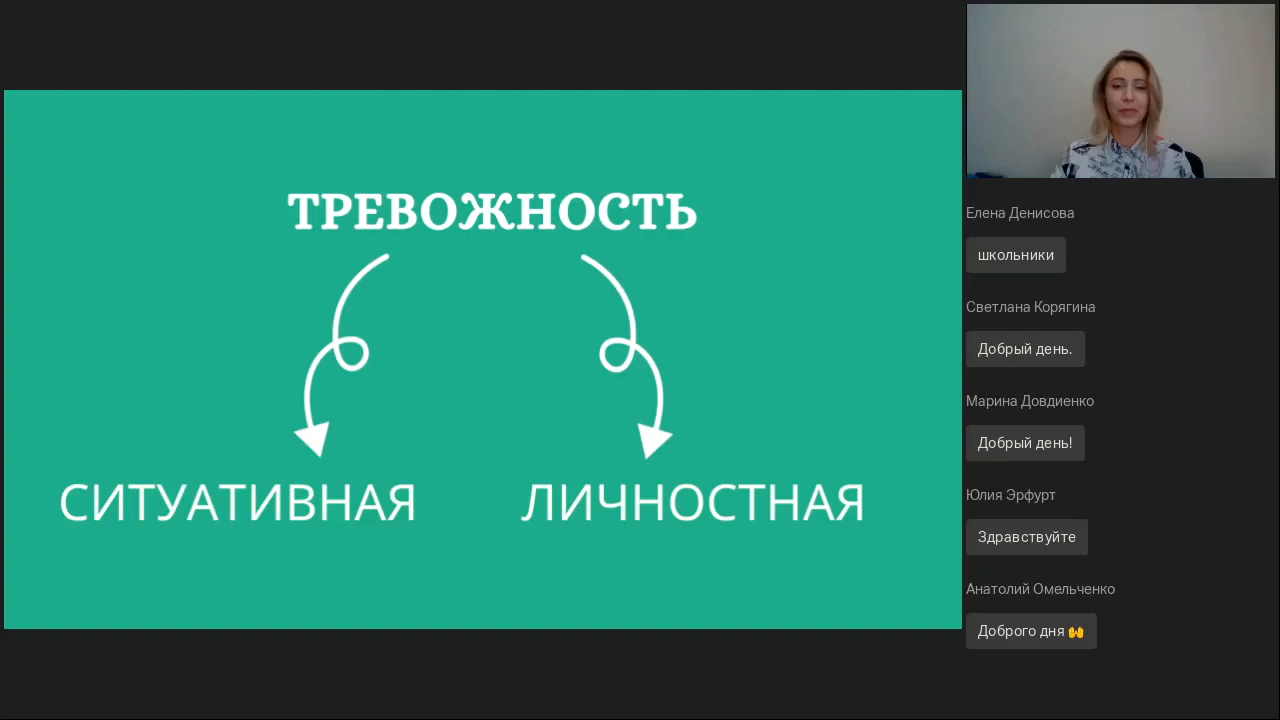 ТРЕВОЖНОСТЬ
СИТУАТИВНАЯ
ЛИЧНОСТНАЯ
Елена Денисова
школьники
Светлана Корягина
Добрый день.
Марина Довдиенко
Добрый день!
Юлия Эрфурт
Здравствуйте
Анатолий Омельченко
Доброго дня 🙌